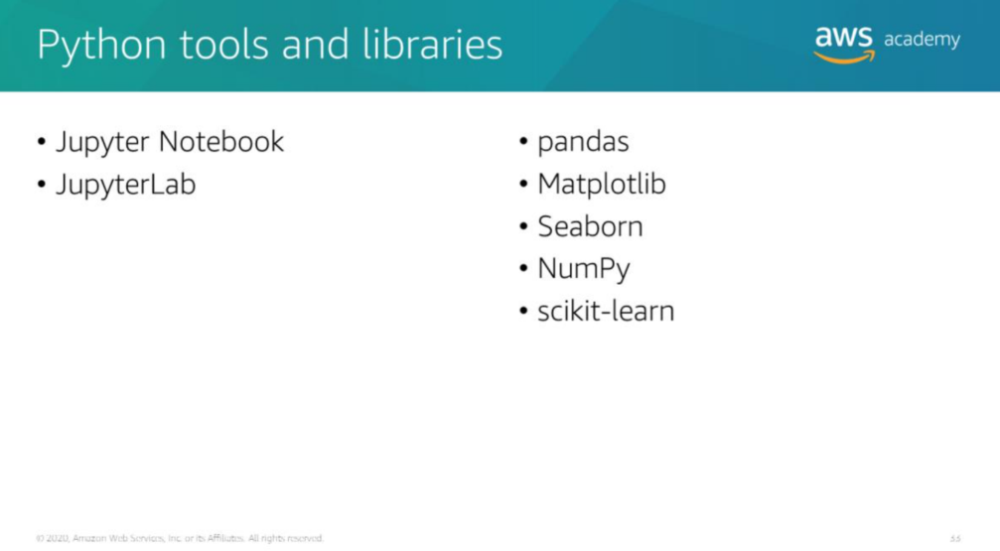 Python tools and libraries
aws academy
• Jupyter Notebook
• JupyterLab
• pandas
• Matplotlib
• Seaborn
• NumPy
• scikit-learn
© 2020, Amazon Web Services, Inc. or its Affiliates. All rights reserved.